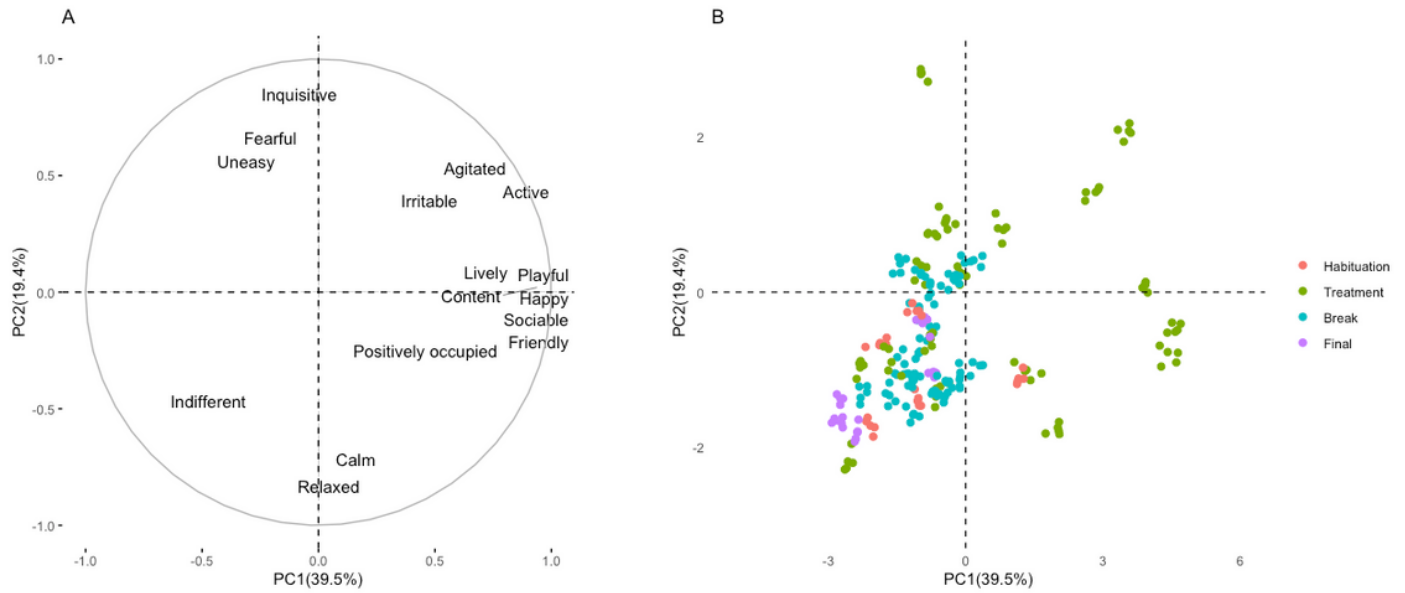 A
1.0
Inquisitive
Fearful
Uneasy
0.5
Agitated
Active
Irritable
Lively
Playful
0.0
Content
Happy
Sociable
Friendly
Positively occupied
Indifferent
-0.5
Calm
Relaxed
-1.0
-1.0
-0.5
0.0
0.5
1.0
PC1(39.5%)
PC2(19.4%)
B
2
0
-2
-3
0
3
6
PC1(39.5%)
PC2(19.4%)
Habituation
Treatment
Break
Final